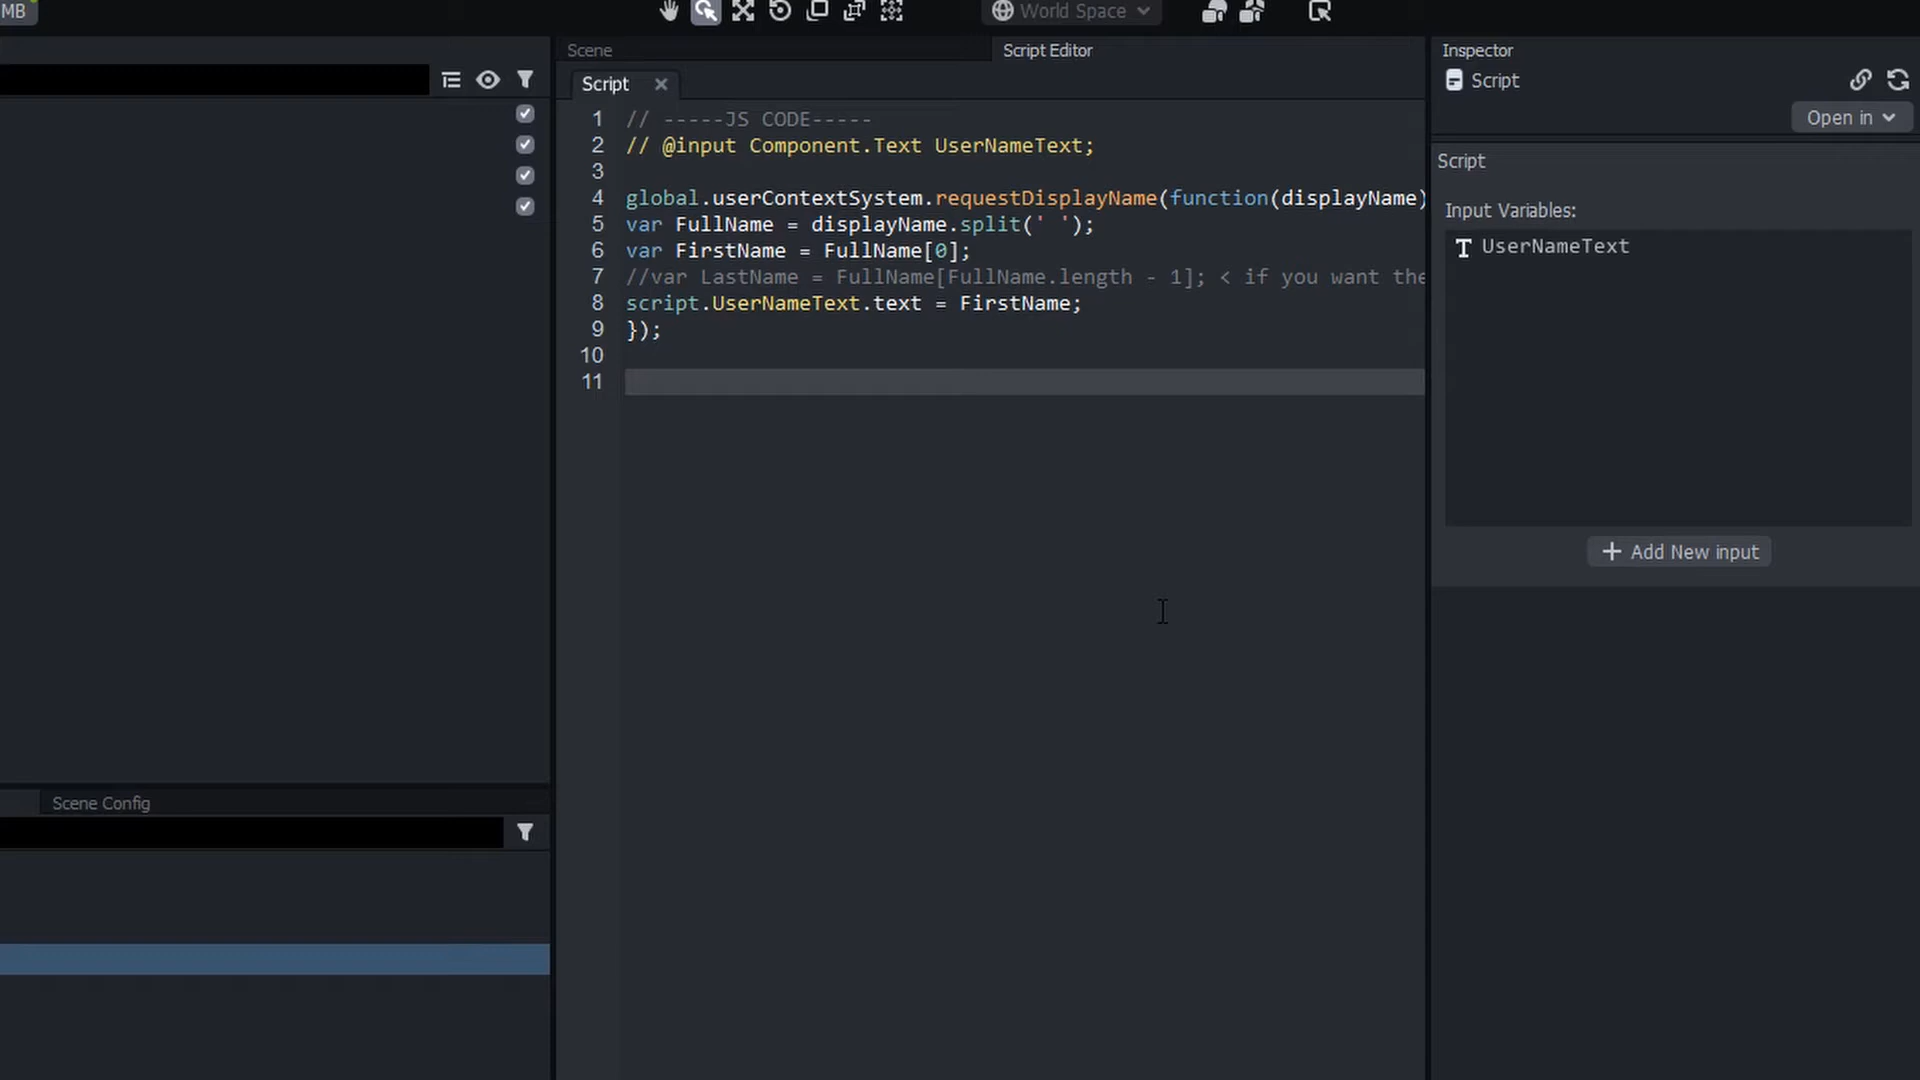 MB
World Space
Scene
Script Editor
Inspector
Script
Script
Open in
1 // -----JS CODE-----
2 // @input Component.Text UserNameText;
3
4 global.userContextSystem.requestDisplayName(function(displayName)
5 var FullName = displayName.split(' ');
6 var FirstName = FullName[0];
7 //var LastName = FullName[FullName.length - 1]; < if you want the
8 script.UserNameText.text = FirstName;
9 });
10
11
Script
Input Variables:
T UserNameText
+ Add New input
Scene Config